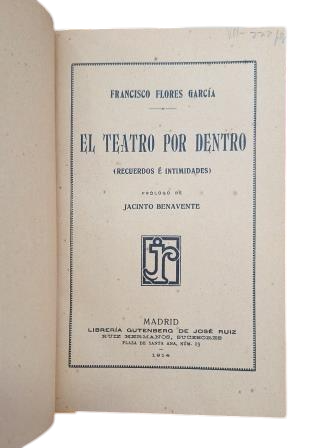 FRANCISCO FLORES GARCÍA
EL TEATRO POR DENTRO
(RECUERDOS É INTIMIDADES)
PRÓLOGO DE
JACINTO BENAVENTE
jr
MADRID
LIBRERÍA GUTENBERG DE JOSÉ RUIZ
RUIZ HERMANOS, SUCESORES
PLAZA DE SANTA ANA, NÚM. 13
1914